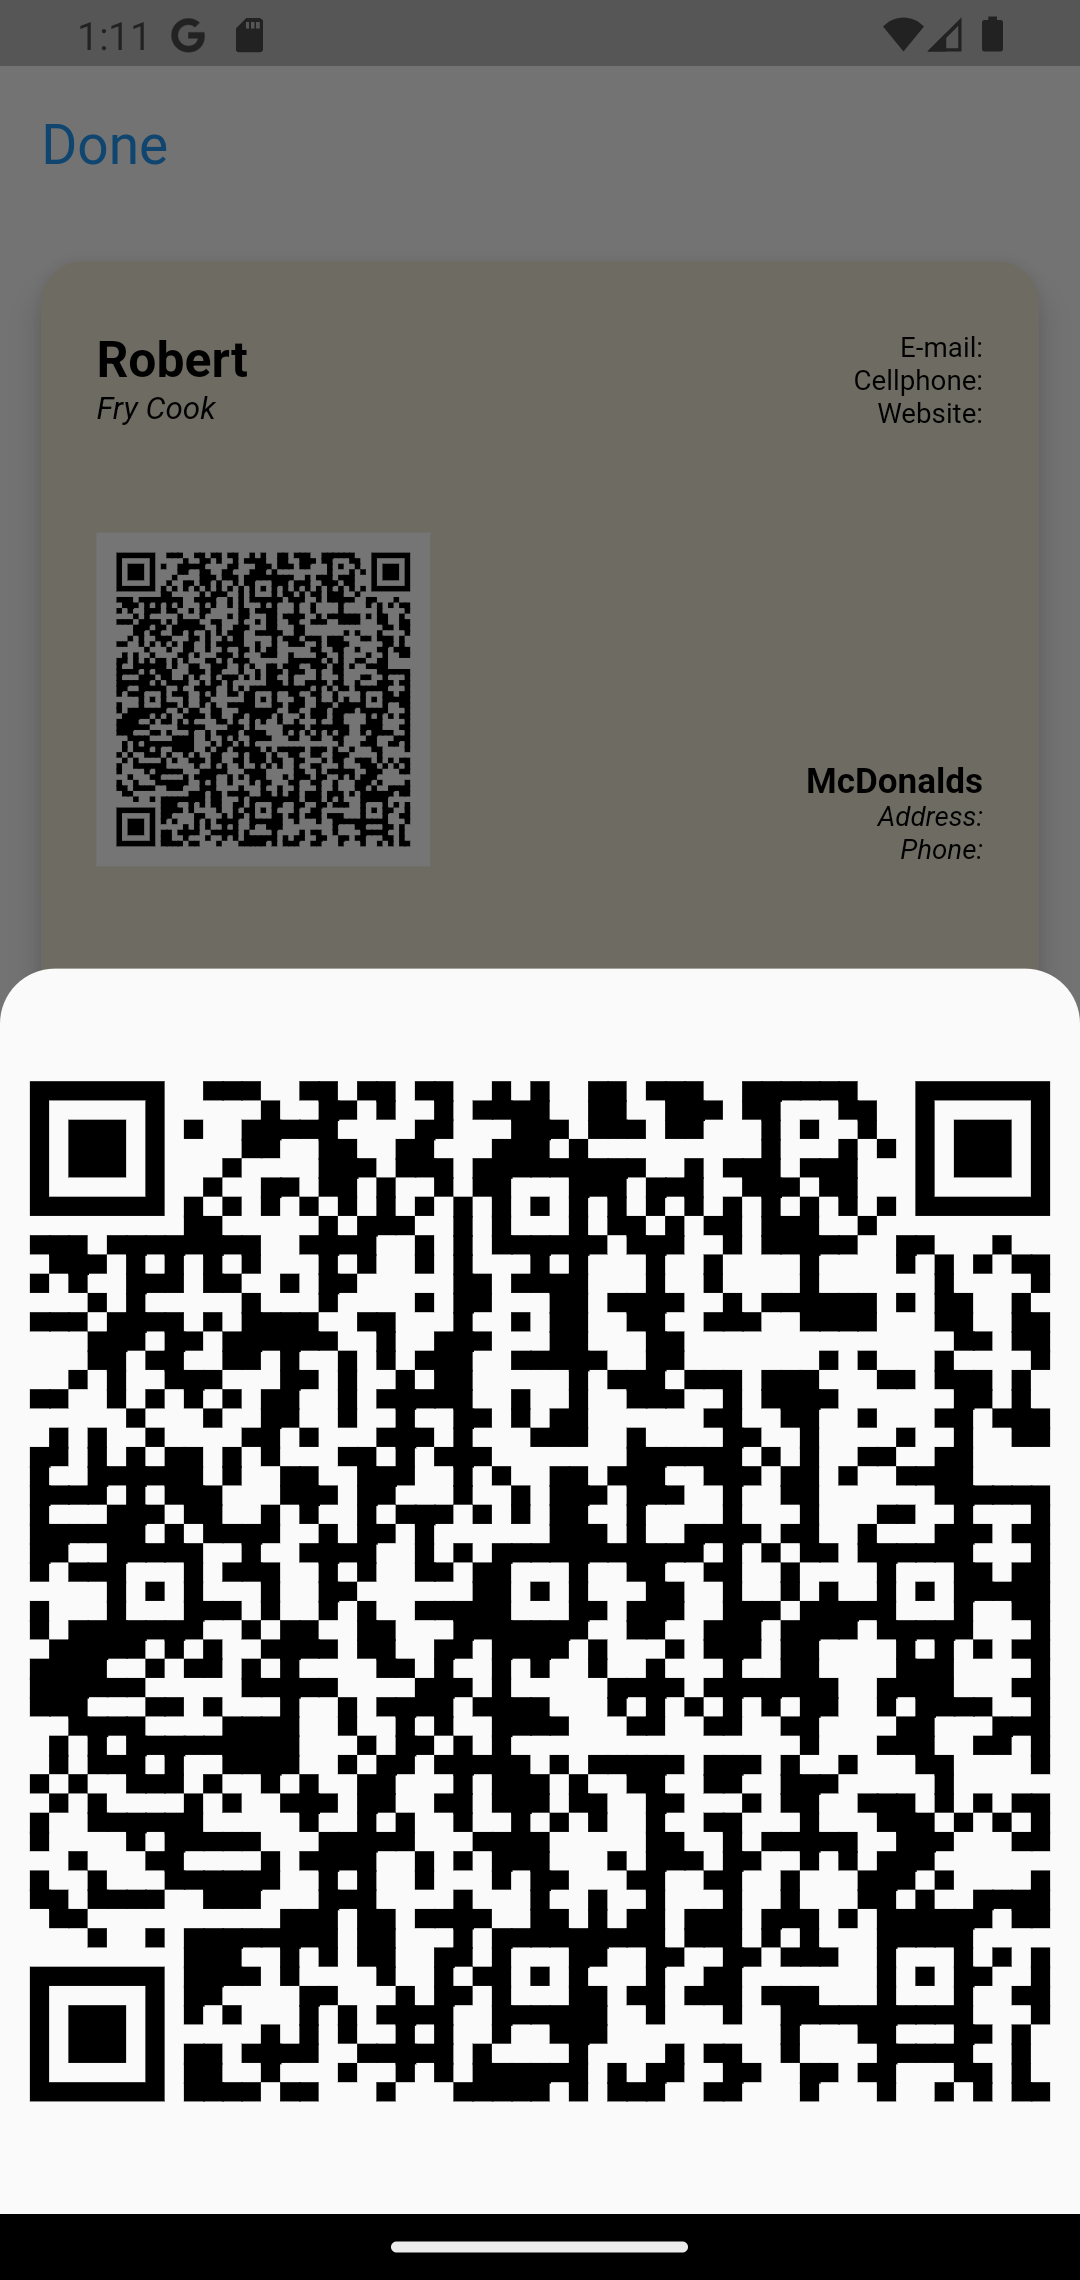 1:11
Done
Robert
Fry Cook
E-mail:
Cellphone:
Website:
McDonalds
Address:
Phone: